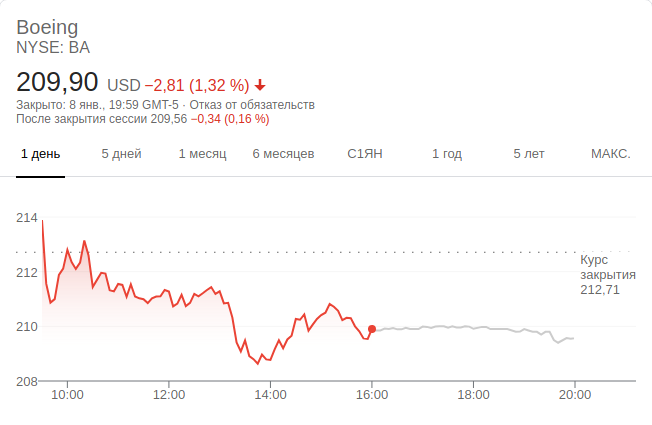 Boeing
NYSE: BA
209,90 USD −2,81 (1,32 %)
Закрыто: 8 янв., 19:59 GMT-5 · Отказ от обязательств
После закрытия сессии 209,56 −0,34 (0,16 %)
1 день 5 дней 1 месяц 6 месяцев С1ЯН 1 год 5 лет МАКС.
214
Курс
закрытия
212,71
212
210
208
10:00 12:00 14:00 16:00 18:00 20:00